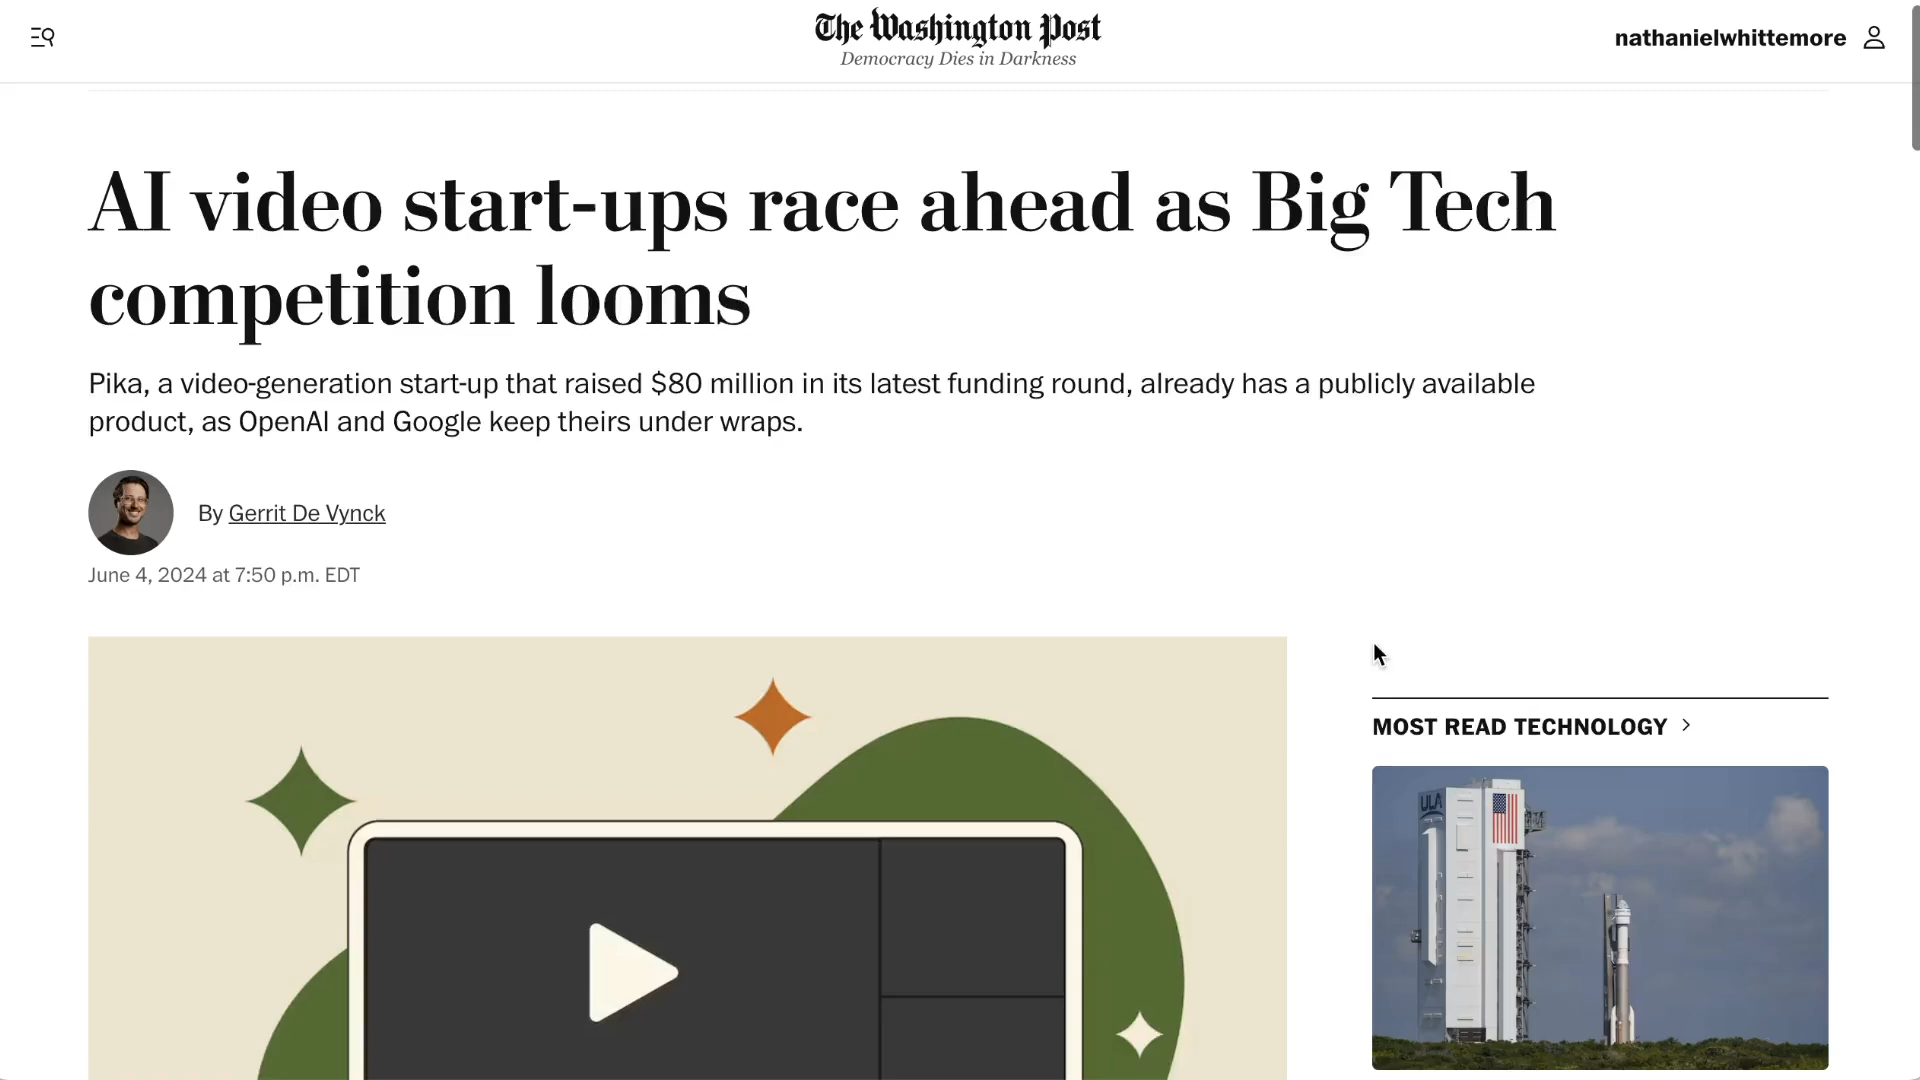 The Washington Post
Democracy Dies in Darkness
nathanielwhittemore
AI video start-ups race ahead as Big Tech
competition looms
Pika, a video-generation start-up that raised $80 million in its latest funding round, already has a publicly available
product, as OpenAI and Google keep theirs under wraps.
By Gerrit De Vynck
June 4, 2024 at 7:50 p.m. EDT
MOST READ TECHNOLOGY
ULA